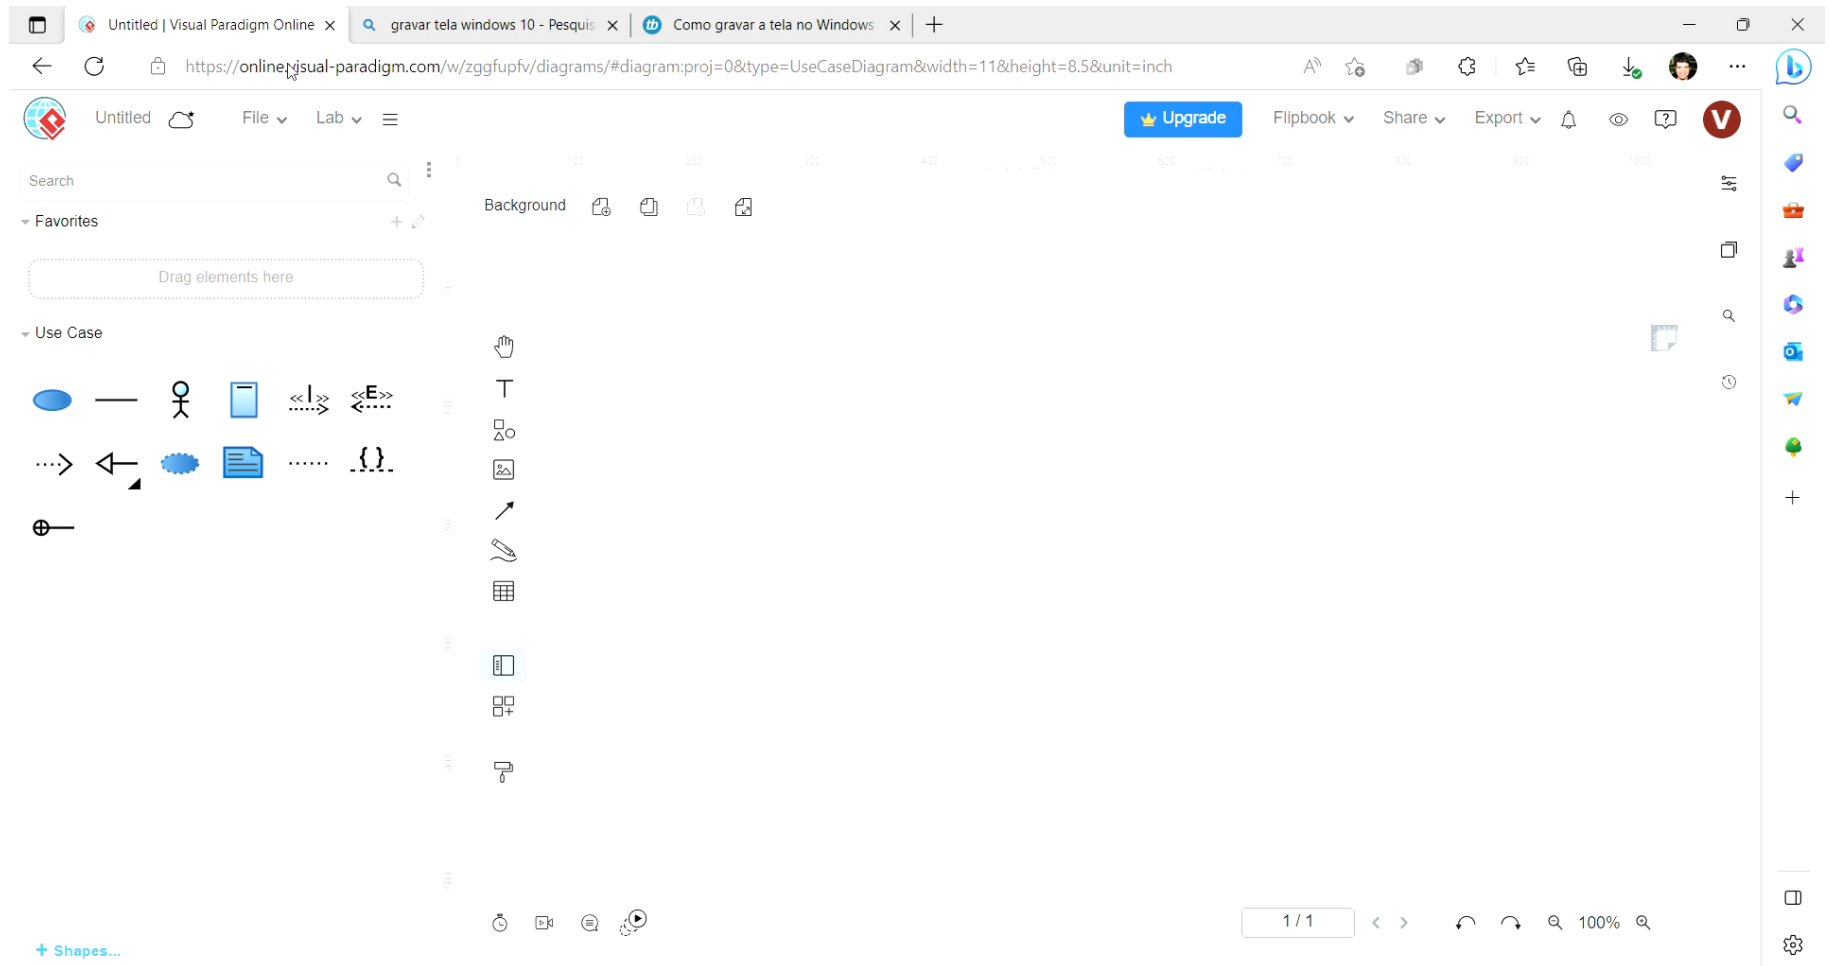 Untitled | Visual Paradigm Online
gravar tela windows 10 - Pesquis
tb Como gravar a tela no Windows
https://online.visual-paradigm.com/w/zggfupfv/diagrams/#diagram:proj=0&type=UseCaseDiagram&width=11&height=8.5&unit=inch
Untitled File Lab Upgrade Flipbook Share Export V
Search
Favorites
Background
Drag elements here
Use Case
<<I>> <<E>>
{ }
1 / 1 100%
+ Shapes...